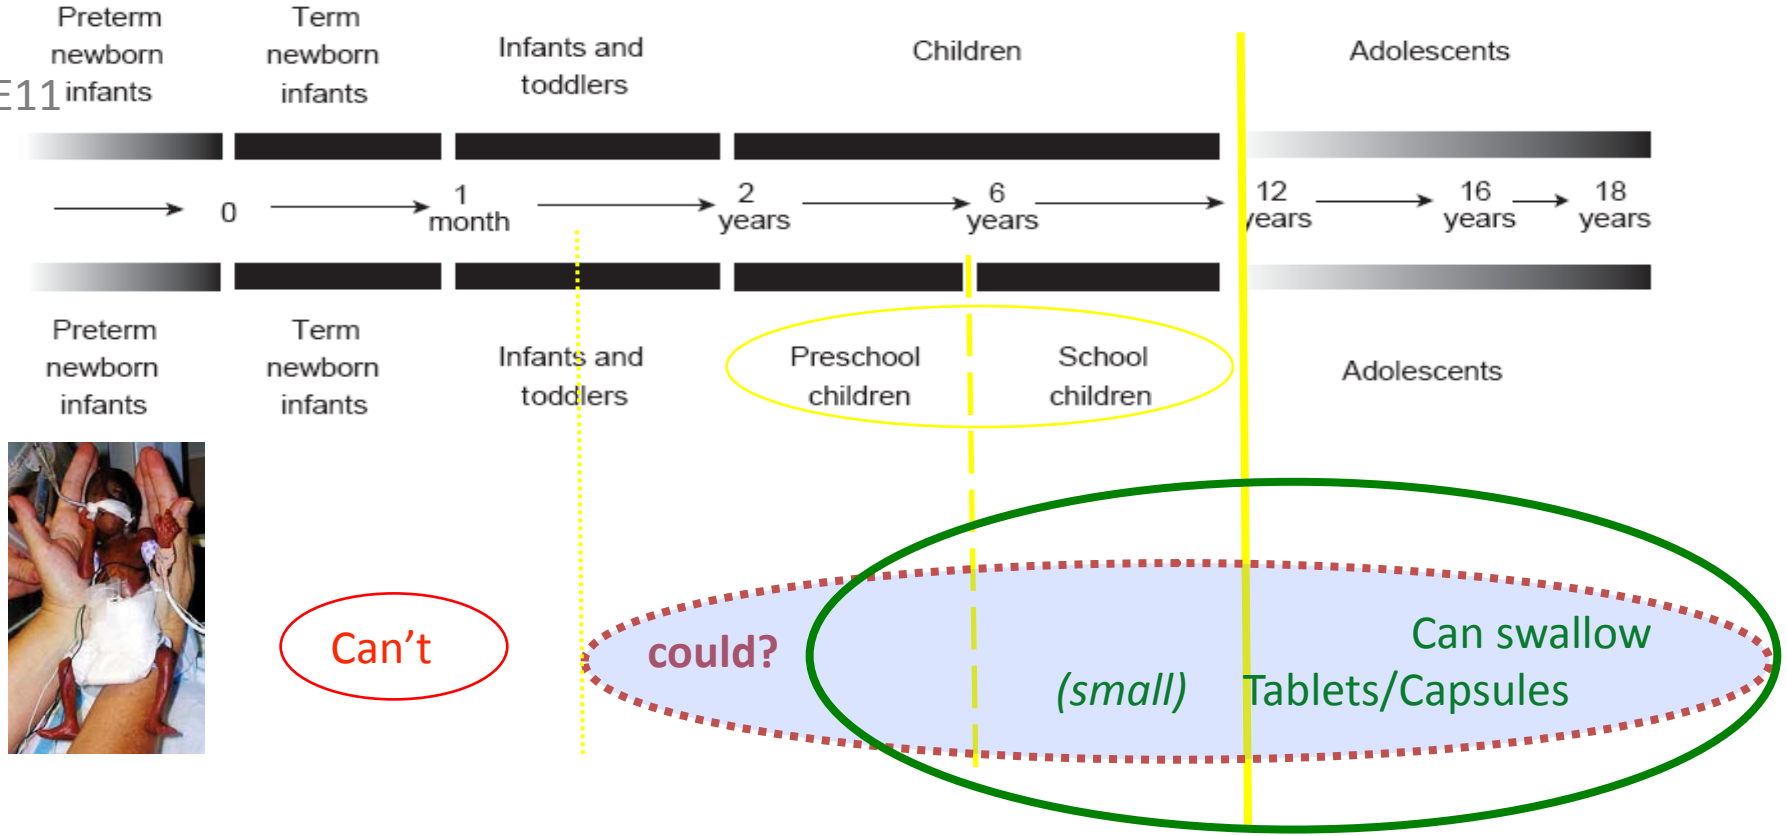 Preterm
newborn
infants
Term
newborn
infants
Infants and
toddlers
Children
Adolescents
E11
0
1
month
2
years
6
years
12
years
16
years
18
years
Preterm
newborn
infants
Term
newborn
infants
Infants and
toddlers
Preschool
children
School
children
Adolescents
Can't
could?
Can swallow
(small) Tablets/Capsules